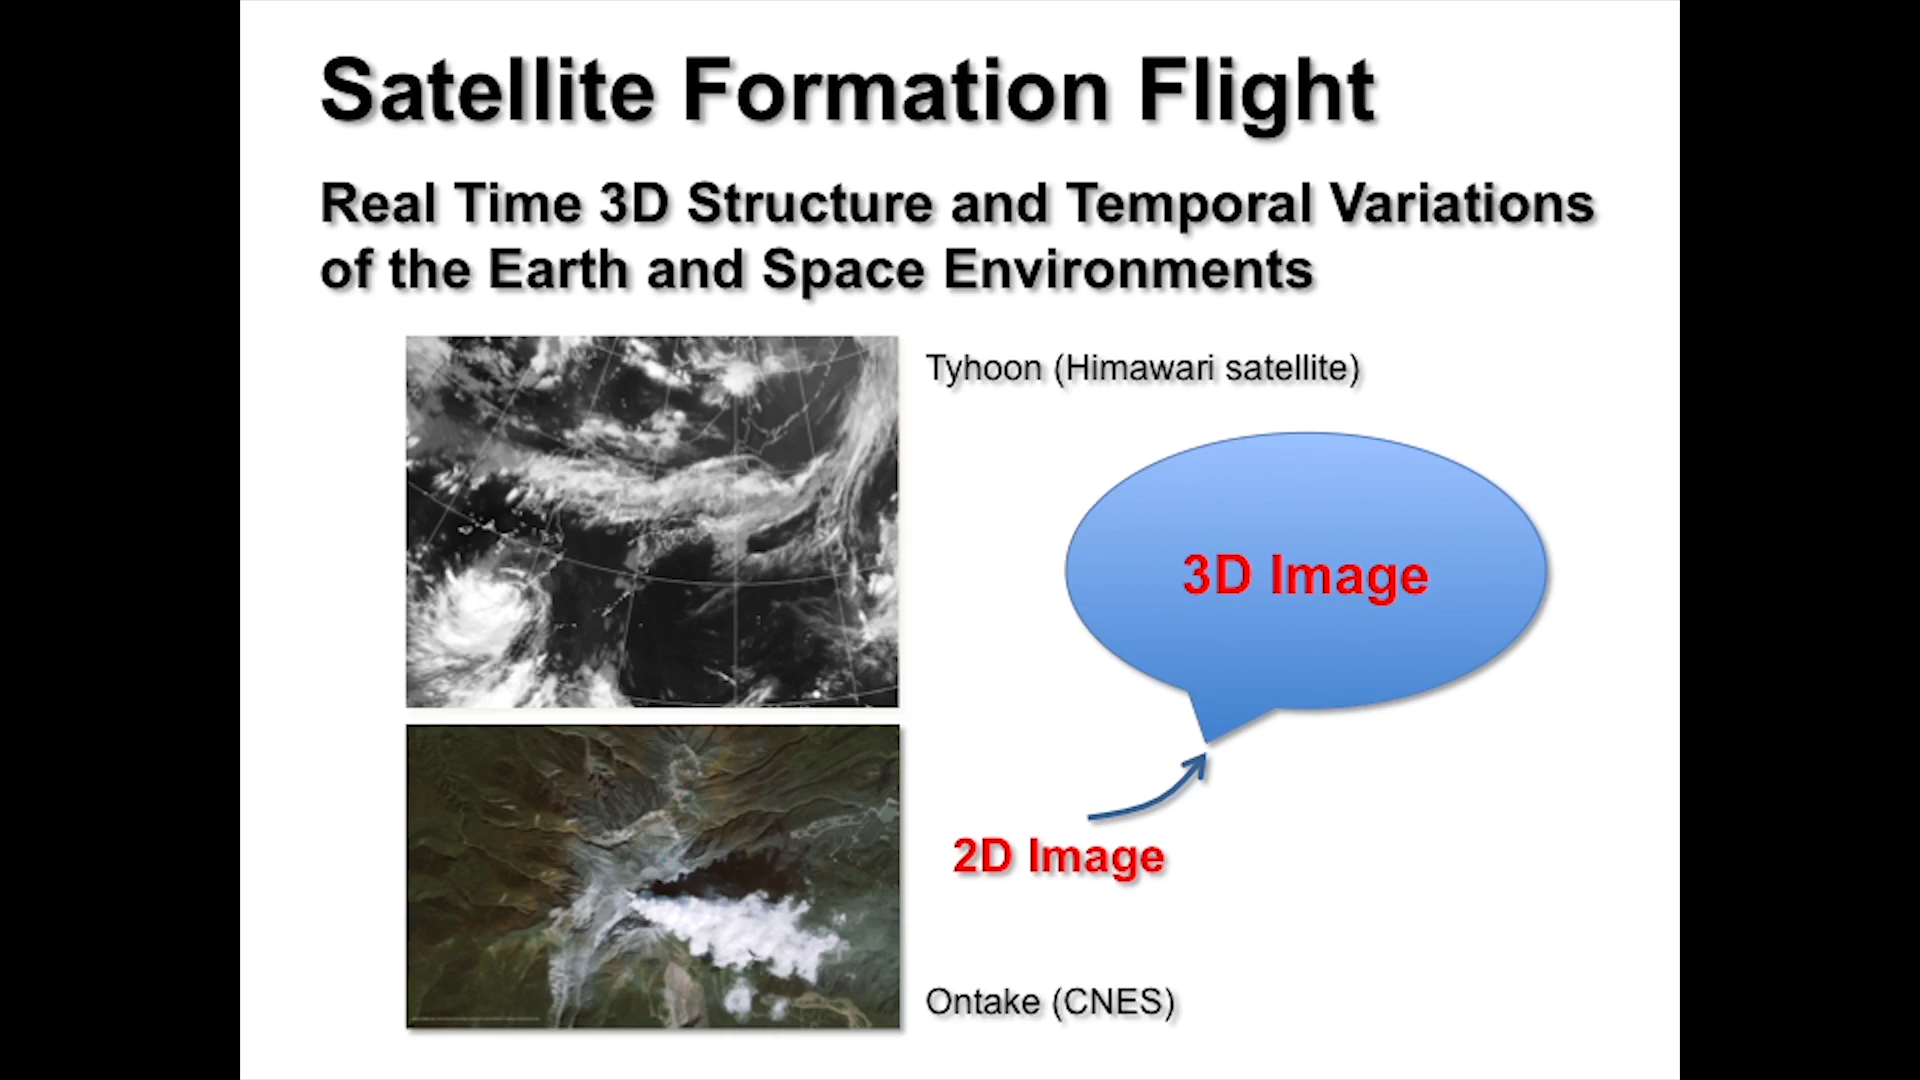 Satellite Formation Flight
Real Time 3D Structure and Temporal Variations
of the Earth and Space Environments
Tyhoon (Himawari satellite)
3D Image
2D Image
Ontake (CNES)